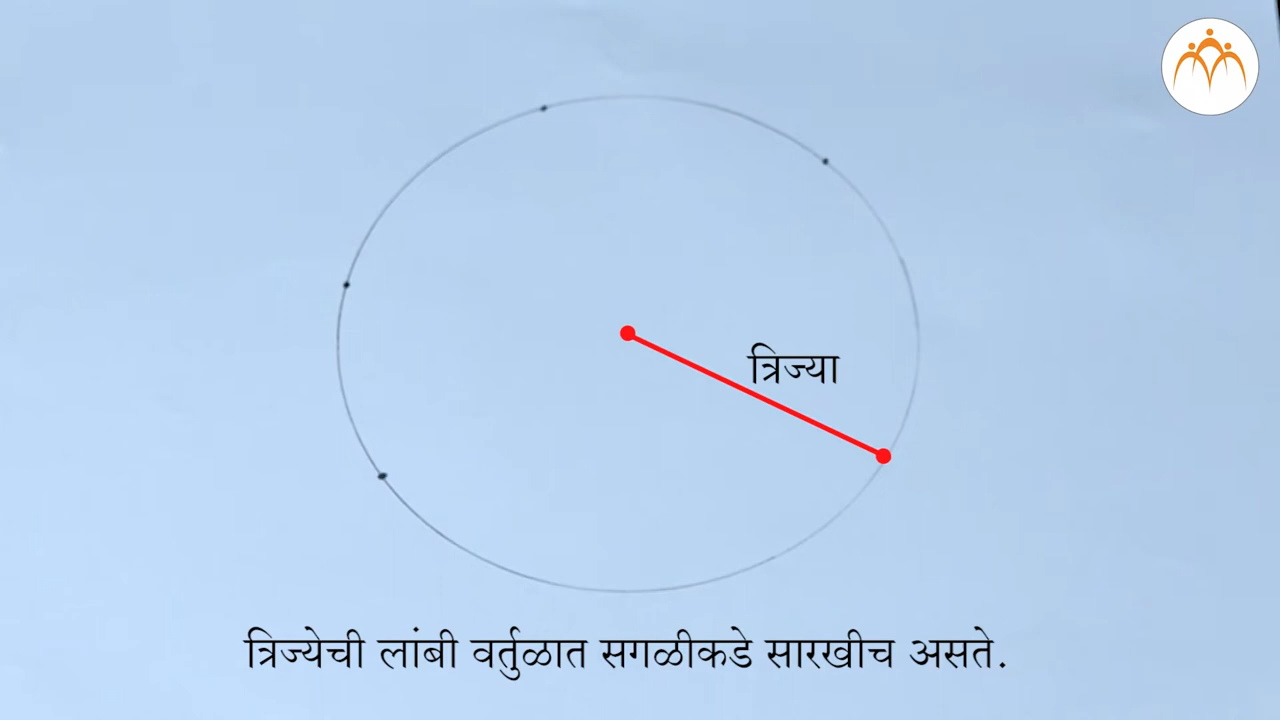 त्रिज्या
त्रिज्येची लांबी वर्तुळात सगळीकडे सारखीच असते.